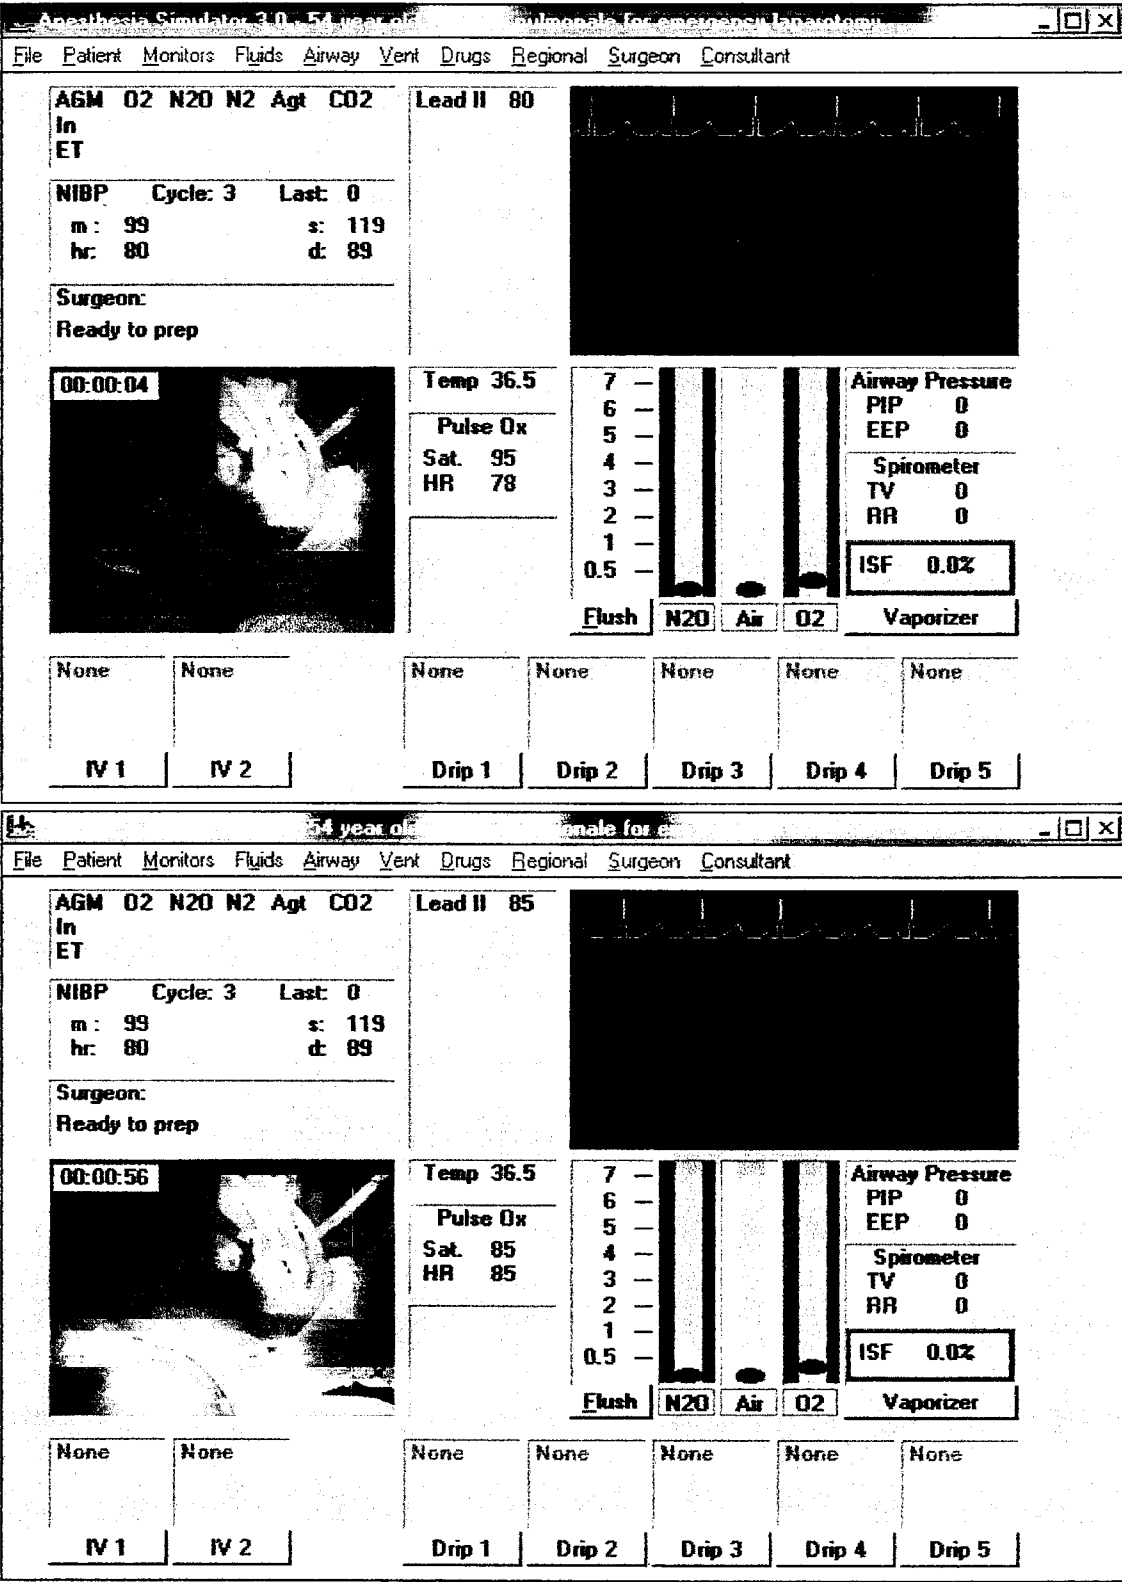 Anesthesia Simulator 3.0 - 54 year old pulmonale for emergency laparotomy
File Patient Monitors Fluids Airway Vent Drugs Regional Surgeon Consultant
AGM O2 N2O N2 Agt CO2
In
ET
Lead II 80
NIBP Cycle: 3 Last: 0
m : 99 s: 119
hr: 80 d: 89
Surgeon:
Ready to prep
00:00:04
Temp 36.5
Pulse Ox
Sat. 95
HR 78
7
6
5
4
3
2
1
0.5
Flush N2O Air O2
Airway Pressure
PIP 0
EEP 0
Spirometer
TV 0
RR 0
ISF 0.0%
Vaporizer
None None None None None None None
IV 1 IV 2 Drip 1 Drip 2 Drip 3 Drip 4 Drip 5
54 year old nale for e
File Patient Monitors Fluids Airway Vent Drugs Regional Surgeon Consultant
AGM O2 N2O N2 Agt CO2
In
ET
Lead II 85
NIBP Cycle: 3 Last: 0
m : 99 s: 119
hr: 80 d: 89
Surgeon:
Ready to prep
00:00:56
Temp 36.5
Pulse Ox
Sat. 85
HR 85
7
6
5
4
3
2
1
0.5
Flush N2O Air O2
Airway Pressure
PIP 0
EEP 0
Spirometer
TV 0
RR 0
ISF 0.0%
Vaporizer
None None None None None None None
IV 1 IV 2 Drip 1 Drip 2 Drip 3 Drip 4 Drip 5